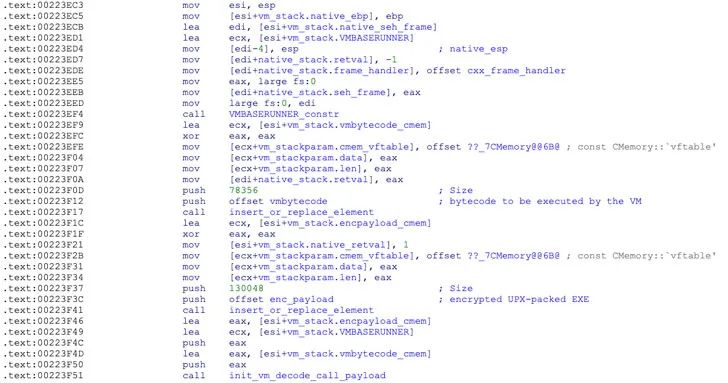 .text:00223EC3 mov esi, esp
.text:00223EC5 mov [esi+vm_stack.native_ebp], ebp
.text:00223ECB lea edi, [esi+vm_stack.native_seh_frame]
.text:00223ED1 lea ecx, [esi+vm_stack.VMBASERUNNER]
.text:00223ED4 mov [edi-4], esp ; native_esp
.text:00223ED7 mov [edi+native_stack.retval], -1
.text:00223EDE mov [edi+native_stack.frame_handler], offset cxx_frame_handler
.text:00223EE5 mov eax, large fs:0
.text:00223EEB mov [edi+native_stack.seh_frame], eax
.text:00223EED mov large fs:0, edi
.text:00223EF4 call VMBASERUNNER_constr
.text:00223EF9 lea ecx, [esi+vm_stack.vmbytecode_cmem]
.text:00223EFC xor eax, eax
.text:00223EFE mov [ecx+vm_stackparam.cmem_vftable], offset ??_7CMemory@@6B@ ; const CMemory::`vftable'
.text:00223F04 mov [ecx+vm_stackparam.data], eax
.text:00223F07 mov [ecx+vm_stackparam.len], eax
.text:00223F0A mov [edi+native_stack.retval], eax
.text:00223F0D push 78356 ; Size
.text:00223F12 push offset vmbytecode ; bytecode to be executed by the VM
.text:00223F17 call insert_or_replace_element
.text:00223F1C lea ecx, [esi+vm_stack.encpayload_cmem]
.text:00223F1F xor eax, eax
.text:00223F21 mov [esi+vm_stack.native_retval], 1
.text:00223F2B mov [ecx+vm_stackparam.cmem_vftable], offset ??_7CMemory@@6B@ ; const CMemory::`vftable'
.text:00223F31 mov [ecx+vm_stackparam.data], eax
.text:00223F34 mov [ecx+vm_stackparam.len], eax
.text:00223F37 push 130048 ; Size
.text:00223F3C push offset enc_payload ; encrypted UPX-packed EXE
.text:00223F41 call insert_or_replace_element
.text:00223F46 lea eax, [esi+vm_stack.encpayload_cmem]
.text:00223F49 lea ecx, [esi+vm_stack.VMBASERUNNER]
.text:00223F4C push eax
.text:00223F4D lea eax, [esi+vm_stack.vmbytecode_cmem]
.text:00223F50 push eax
.text:00223F51 call init_vm_decode_call_payload